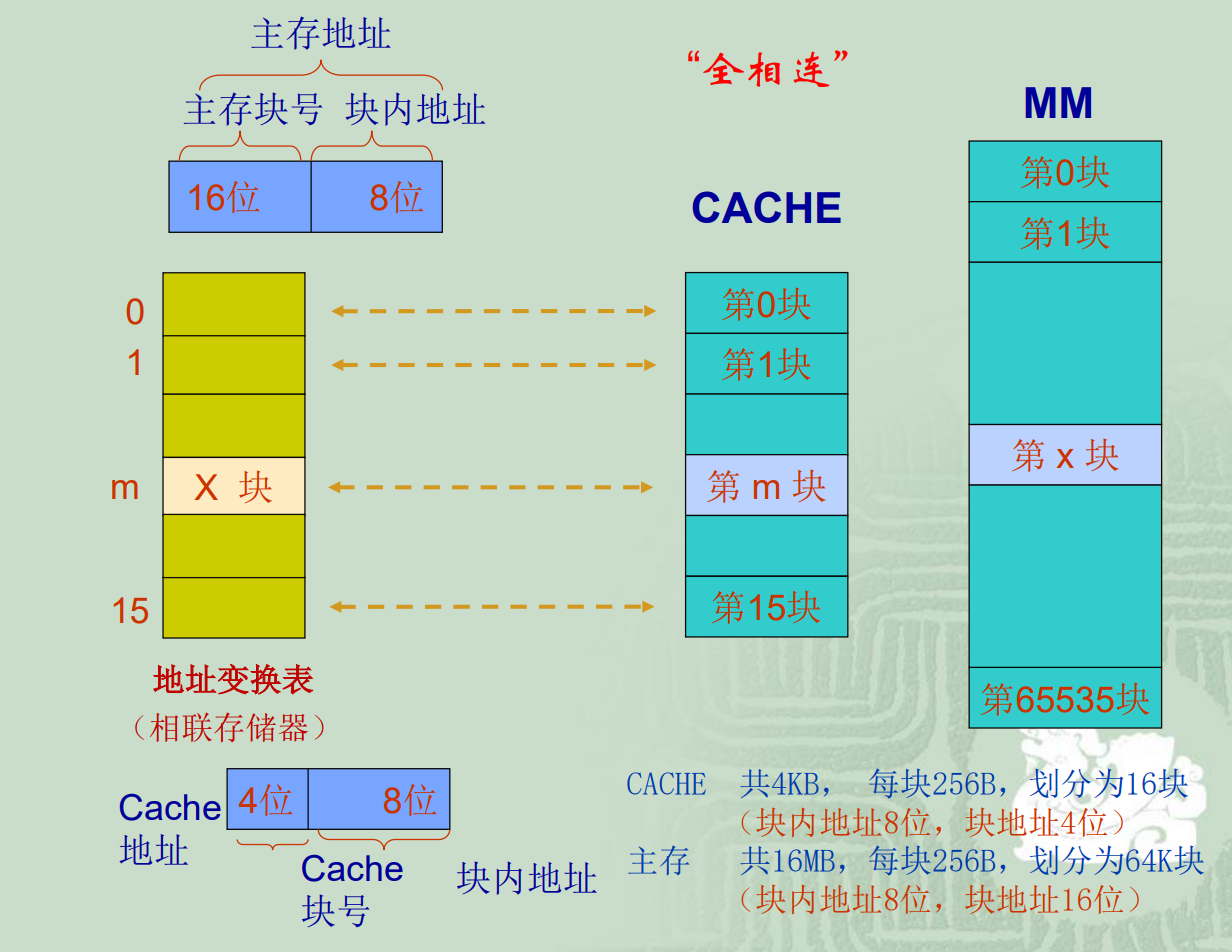 主存地址
主存块号 块内地址
16位 8位
“全相连”
MM
第0块
第1块
第 x 块
第65535块
CACHE
第0块
第1块
第 m 块
第15块
0
1
m X 块
15
地址变换表
（相联存储器）
Cache
地址
4位 8位
Cache
块号
块内地址
CACHE 共4KB， 每块256B，划分为16块
（块内地址8位，块地址4位）
主存 共16MB，每块256B，划分为64K块
（块内地址8位，块地址16位）